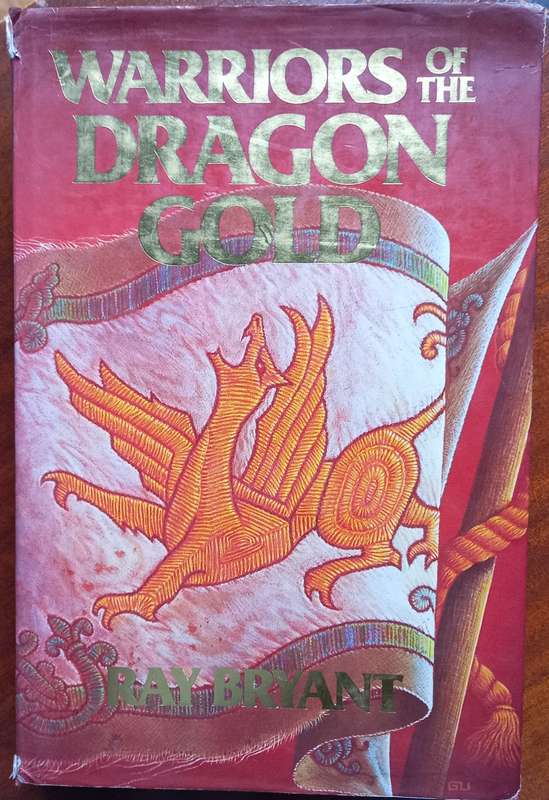 WARRIORS OF THE
DRAGON
GOLD
RAY BRYANT